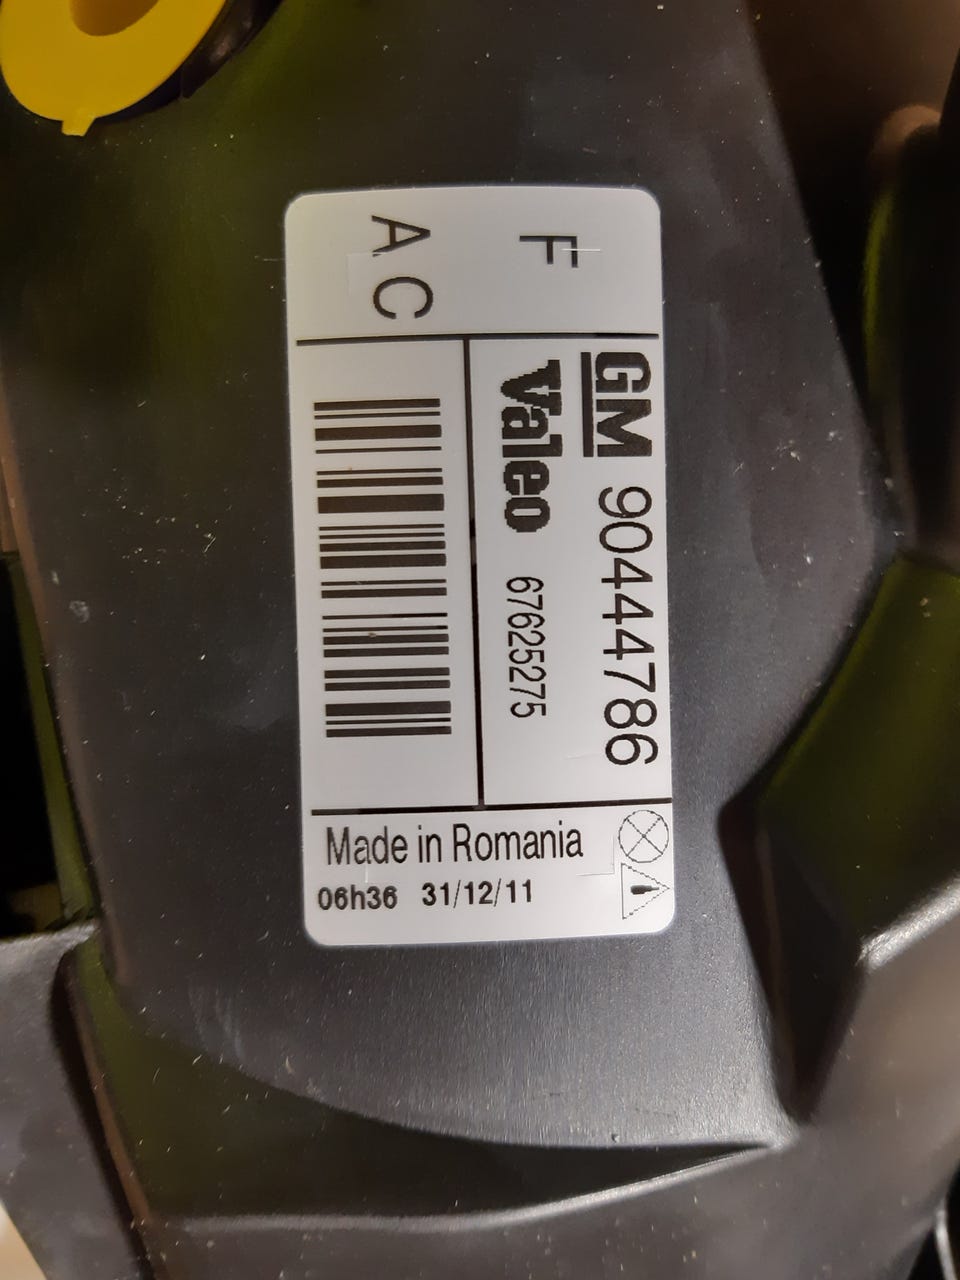 F
A C
GM 90444786
Valeo 67625275
Made in Romania
06h36 31/12/11